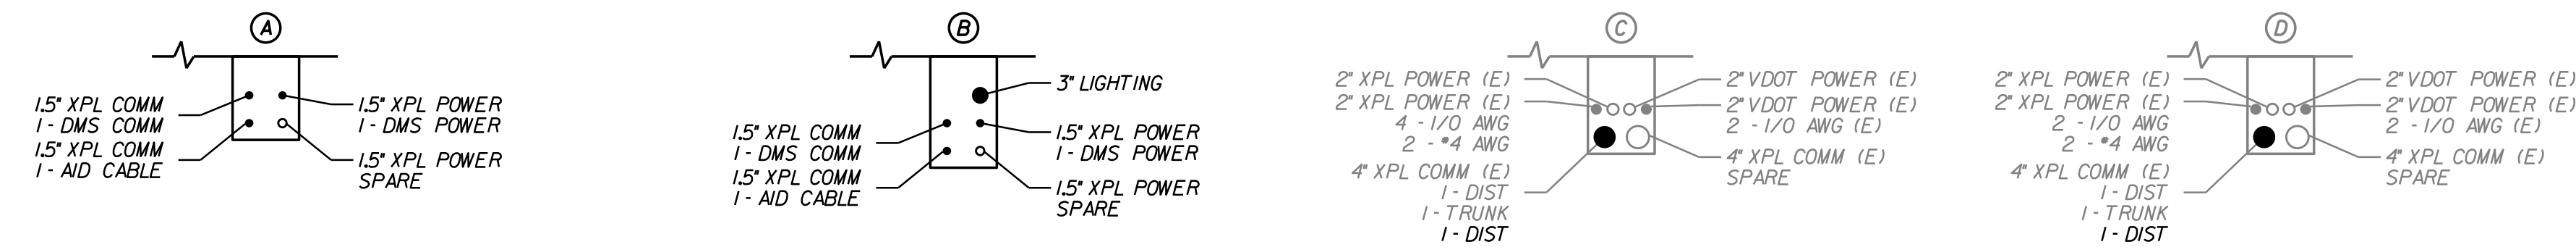 A
1.5" XPL COMM
1 - DMS COMM
1.5" XPL COMM
1 - AID CABLE
1.5" XPL POWER
1 - DMS POWER
1.5" XPL POWER
SPARE
B
3" LIGHTING
1.5" XPL COMM
1 - DMS COMM
1.5" XPL COMM
1 - AID CABLE
1.5" XPL POWER
1 - DMS POWER
1.5" XPL POWER
SPARE
C
2" XPL POWER (E)
2" XPL POWER (E)
4 - 1/0 AWG
2 - #4 AWG
4" XPL COMM (E)
1 - DIST
1 - TRUNK
1 - DIST
2" VDOT POWER (E)
2" VDOT POWER (E)
2 - 1/0 AWG (E)
4" XPL COMM (E)
SPARE
D
2" XPL POWER (E)
2" XPL POWER (E)
2 - 1/0 AWG
2 - #4 AWG
4" XPL COMM (E)
1 - DIST
1 - TRUNK
1 - DIST
2" VDOT POWER (E)
2" VDOT POWER (E)
2 - 1/0 AWG (E)
4" XPL COMM (E)
SPARE